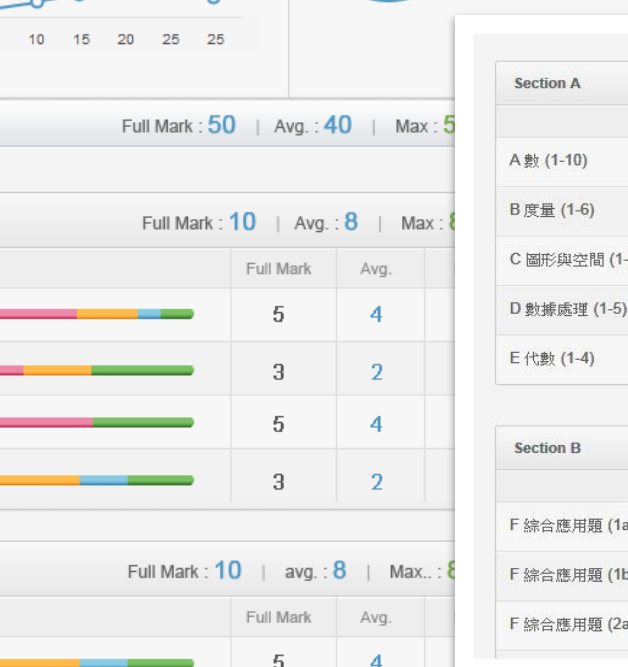 10 15 20 25 25
Full Mark : 50 | Avg. : 40 | Max : 5
Full Mark : 10 | Avg. : 8 | Max : 8
Full Mark Avg.
5 4
3 2
5 4
3 2
Full Mark : 10 | avg. : 8 | Max.. : 8
Full Mark Avg.
5 4
Section A
A 數 (1-10)
B 度量 (1-6)
C 圖形與空間 (1-
D 數據處理 (1-5)
E 代數 (1-4)
Section B
F 綜合應用題 (1a
F 綜合應用題 (1b
F 綜合應用題 (2a